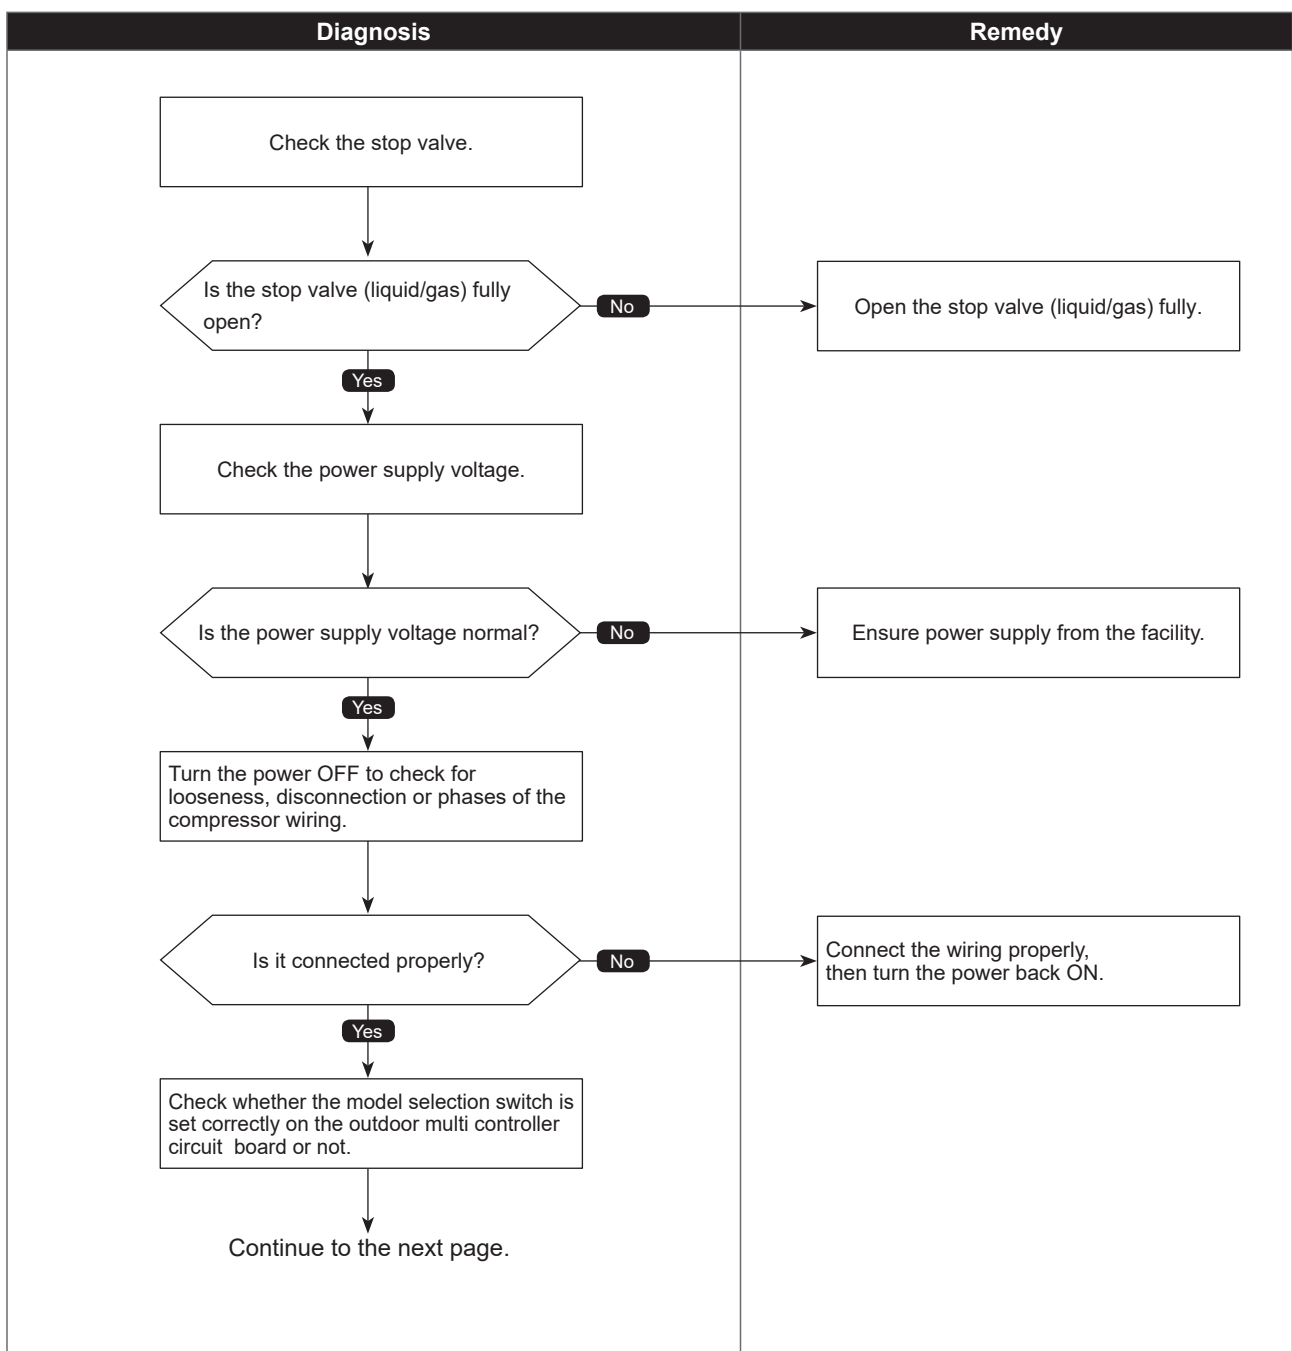 Diagnosis
Remedy
Check the stop valve.
Is the stop valve (liquid/gas) fully
open?
No
Open the stop valve (liquid/gas) fully.
Yes
Check the power supply voltage.
Is the power supply voltage normal?
No
Ensure power supply from the facility.
Yes
Turn the power OFF to check for
looseness, disconnection or phases of the
compressor wiring.
Is it connected properly?
No
Connect the wiring properly,
then turn the power back ON.
Yes
Check whether the model selection switch is
set correctly on the outdoor multi controller
circuit  board or not.
Continue to the next page.